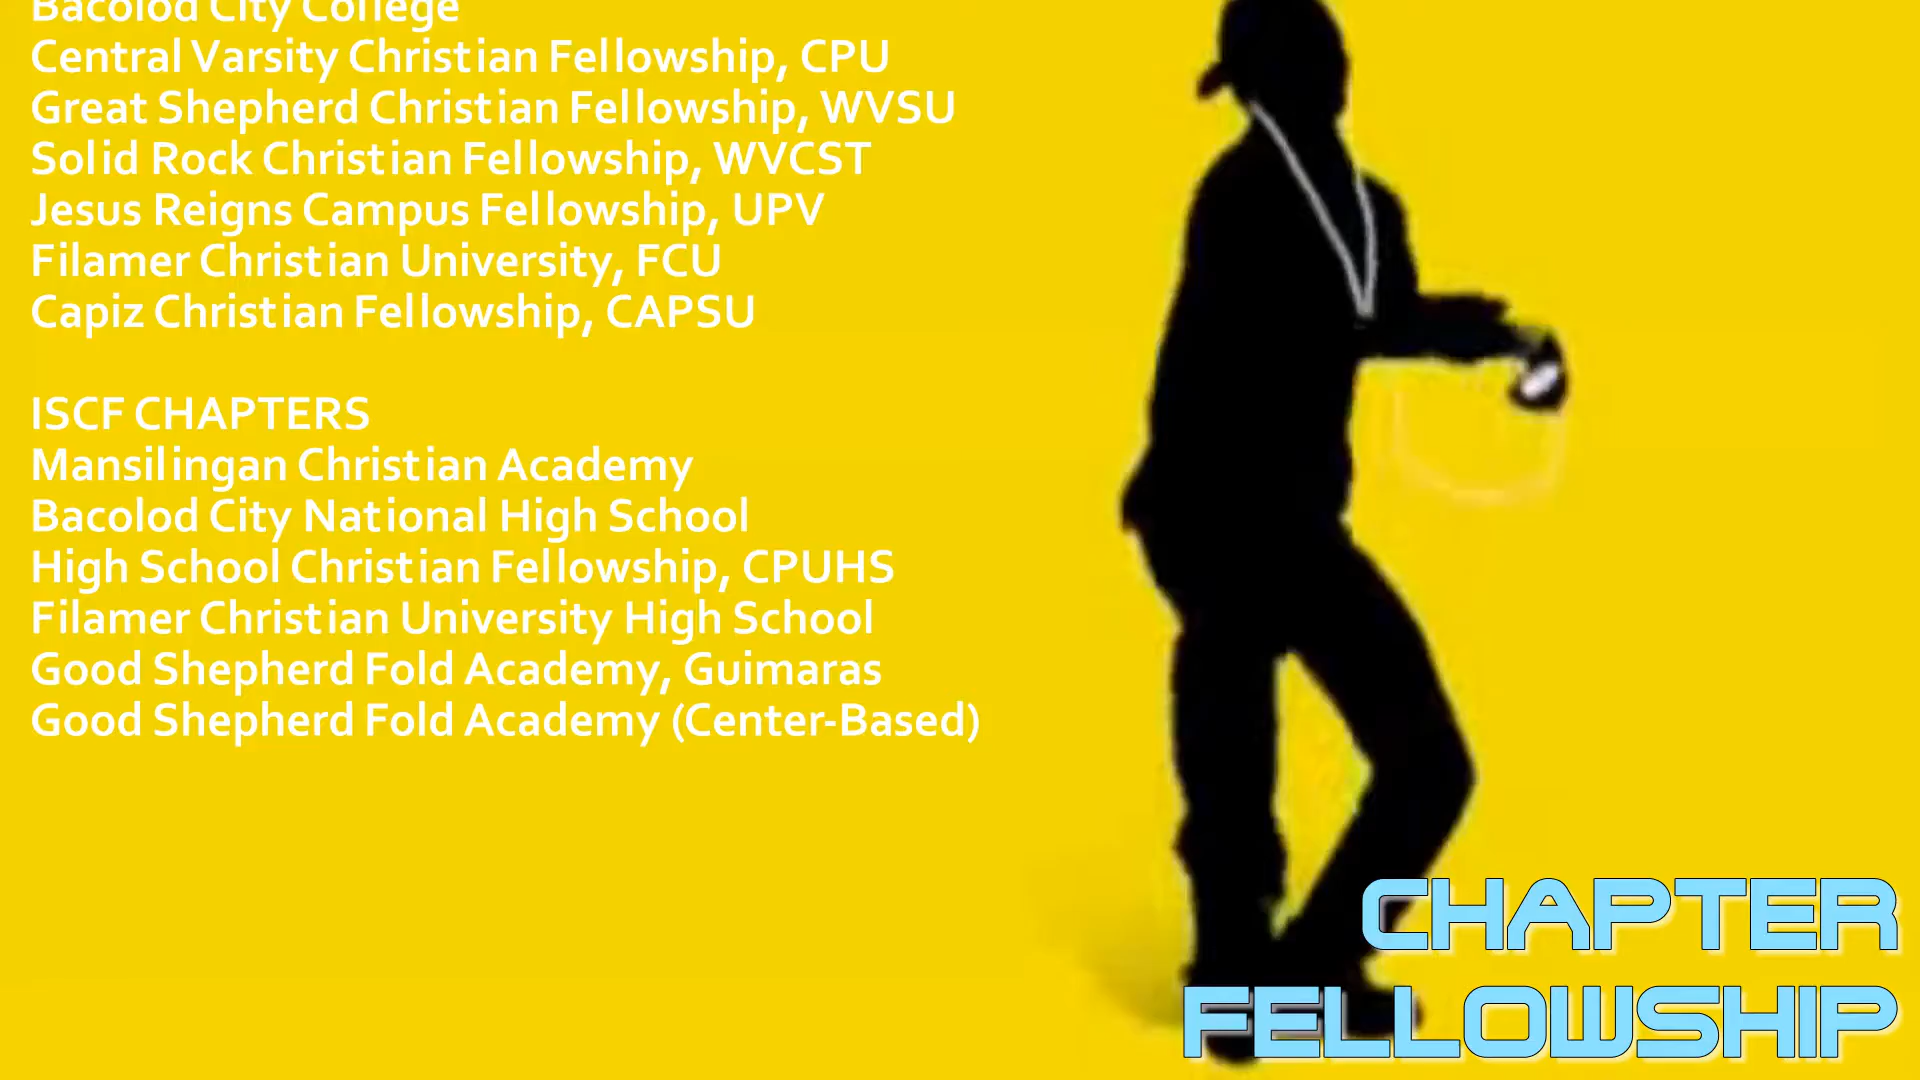 Bacolod City College
Central Varsity Christian Fellowship, CPU
Great Shepherd Christian Fellowship, WVSU
Solid Rock Christian Fellowship, WVCST
Jesus Reigns Campus Fellowship, UPV
Filamer Christian University, FCU
Capiz Christian Fellowship, CAPSU
ISCF CHAPTERS
Mansilingan Christian Academy
Bacolod City National High School
High School Christian Fellowship, CPUHS
Filamer Christian University High School
Good Shepherd Fold Academy, Guimaras
Good Shepherd Fold Academy (Center-Based)
CHAPTER
FELLOWSHIP